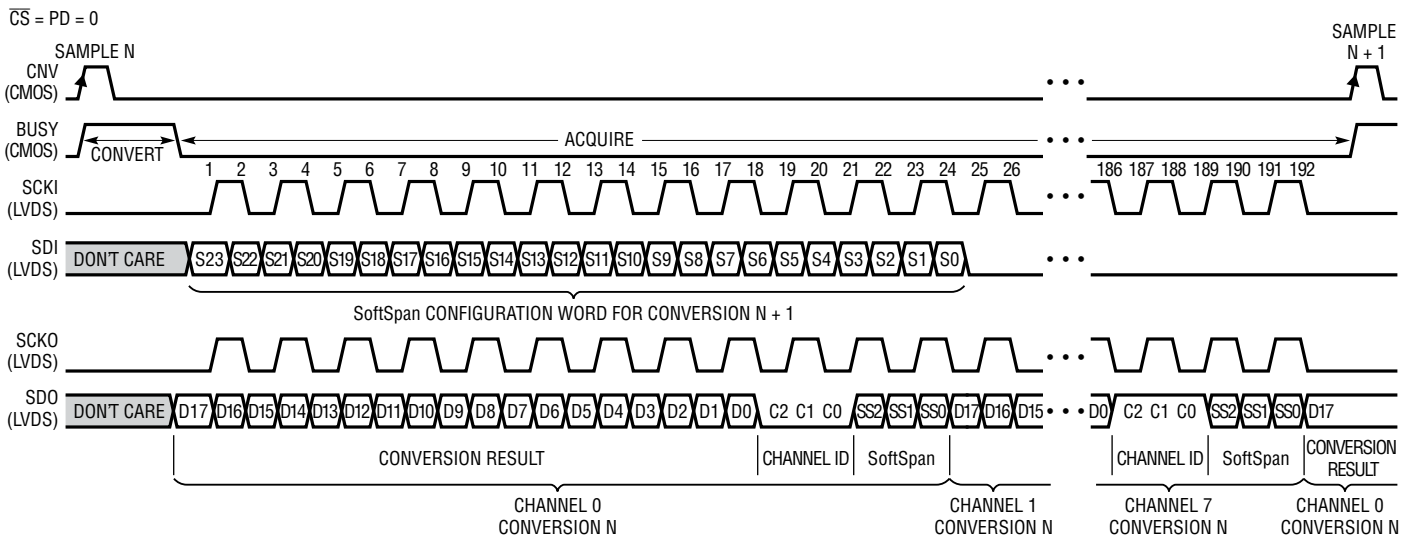 CS = PD = 0
SAMPLE N
SAMPLE
N + 1
CNV
(CMOS)
BUSY
(CMOS)
CONVERT
ACQUIRE
1 2 3 4 5 6 7 8 9 10 11 12 13 14 15 16 17 18 19 20 21 22 23 24 25 26 186 187 188 189 190 191 192
SCKI
(LVDS)
SDI
(LVDS)
DON'T CARE S23 S22 S21 S20 S19 S18 S17 S16 S15 S14 S13 S12 S11 S10 S9 S8 S7 S6 S5 S4 S3 S2 S1 S0
SoftSpan CONFIGURATION WORD FOR CONVERSION N + 1
SCKO
(LVDS)
SDO
(LVDS)
DON'T CARE D17 D16 D15 D14 D13 D12 D11 D10 D9 D8 D7 D6 D5 D4 D3 D2 D1 D0 C2 C1 C0 SS2 SS1 SS0 D17 D16 D15 D0 C2 C1 C0 SS2 SS1 SS0 D17
CONVERSION RESULT
CHANNEL ID
SoftSpan
CHANNEL ID
SoftSpan
CONVERSION
RESULT
CHANNEL 0
CONVERSION N
CHANNEL 1
CONVERSION N
CHANNEL 7
CONVERSION N
CHANNEL 0
CONVERSION N